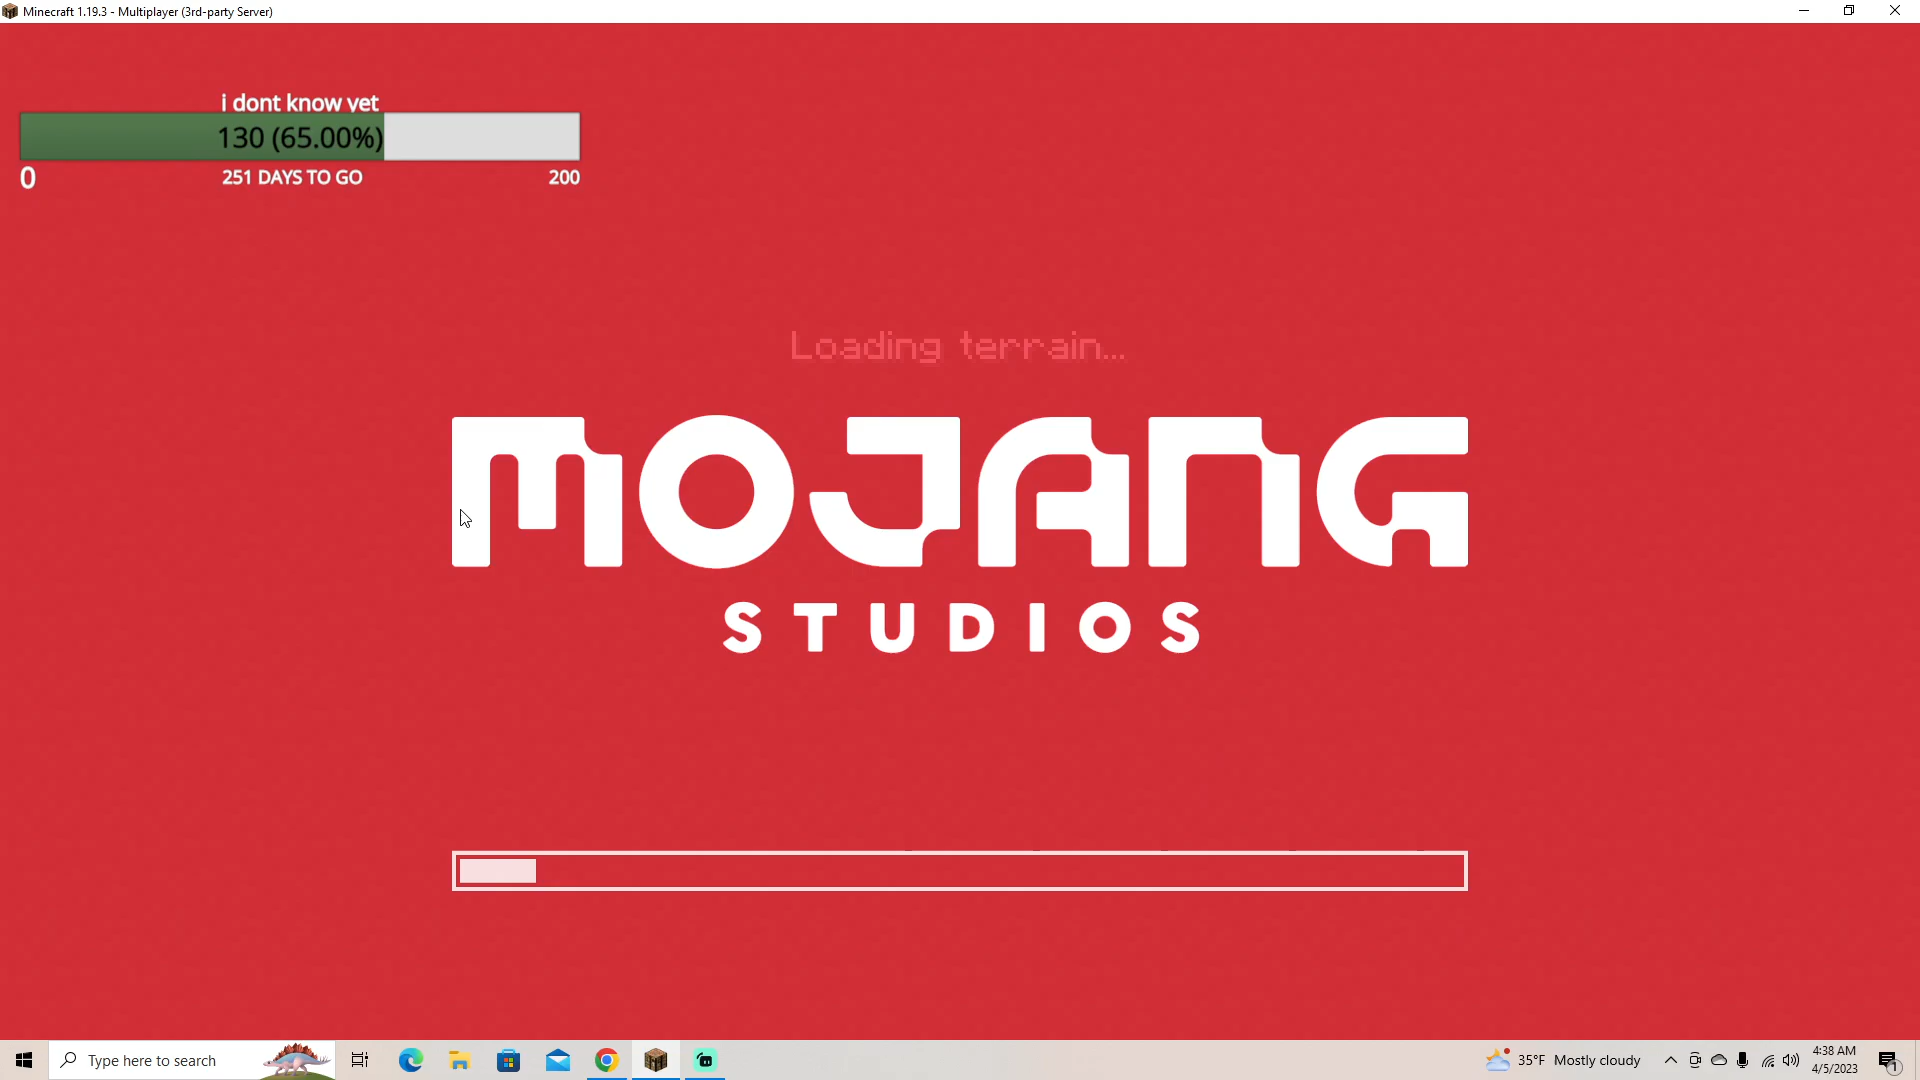 Minecraft 1.19.3 - Multiplayer (3rd-party Server)
i dont know yet
130 (65.00%)
0
251 DAYS TO GO
200
Loading terrain...
MOJANG
STUDIOS
Type here to search
35°F Mostly cloudy
4:38 AM
4/5/2023
1